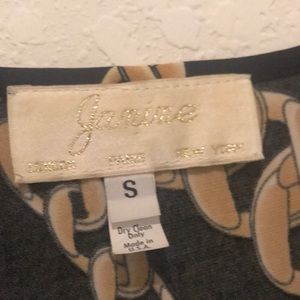 Janine
LONDON PARIS NEW YORK
S
Dry Clean
Only
Made in
U.S.A.